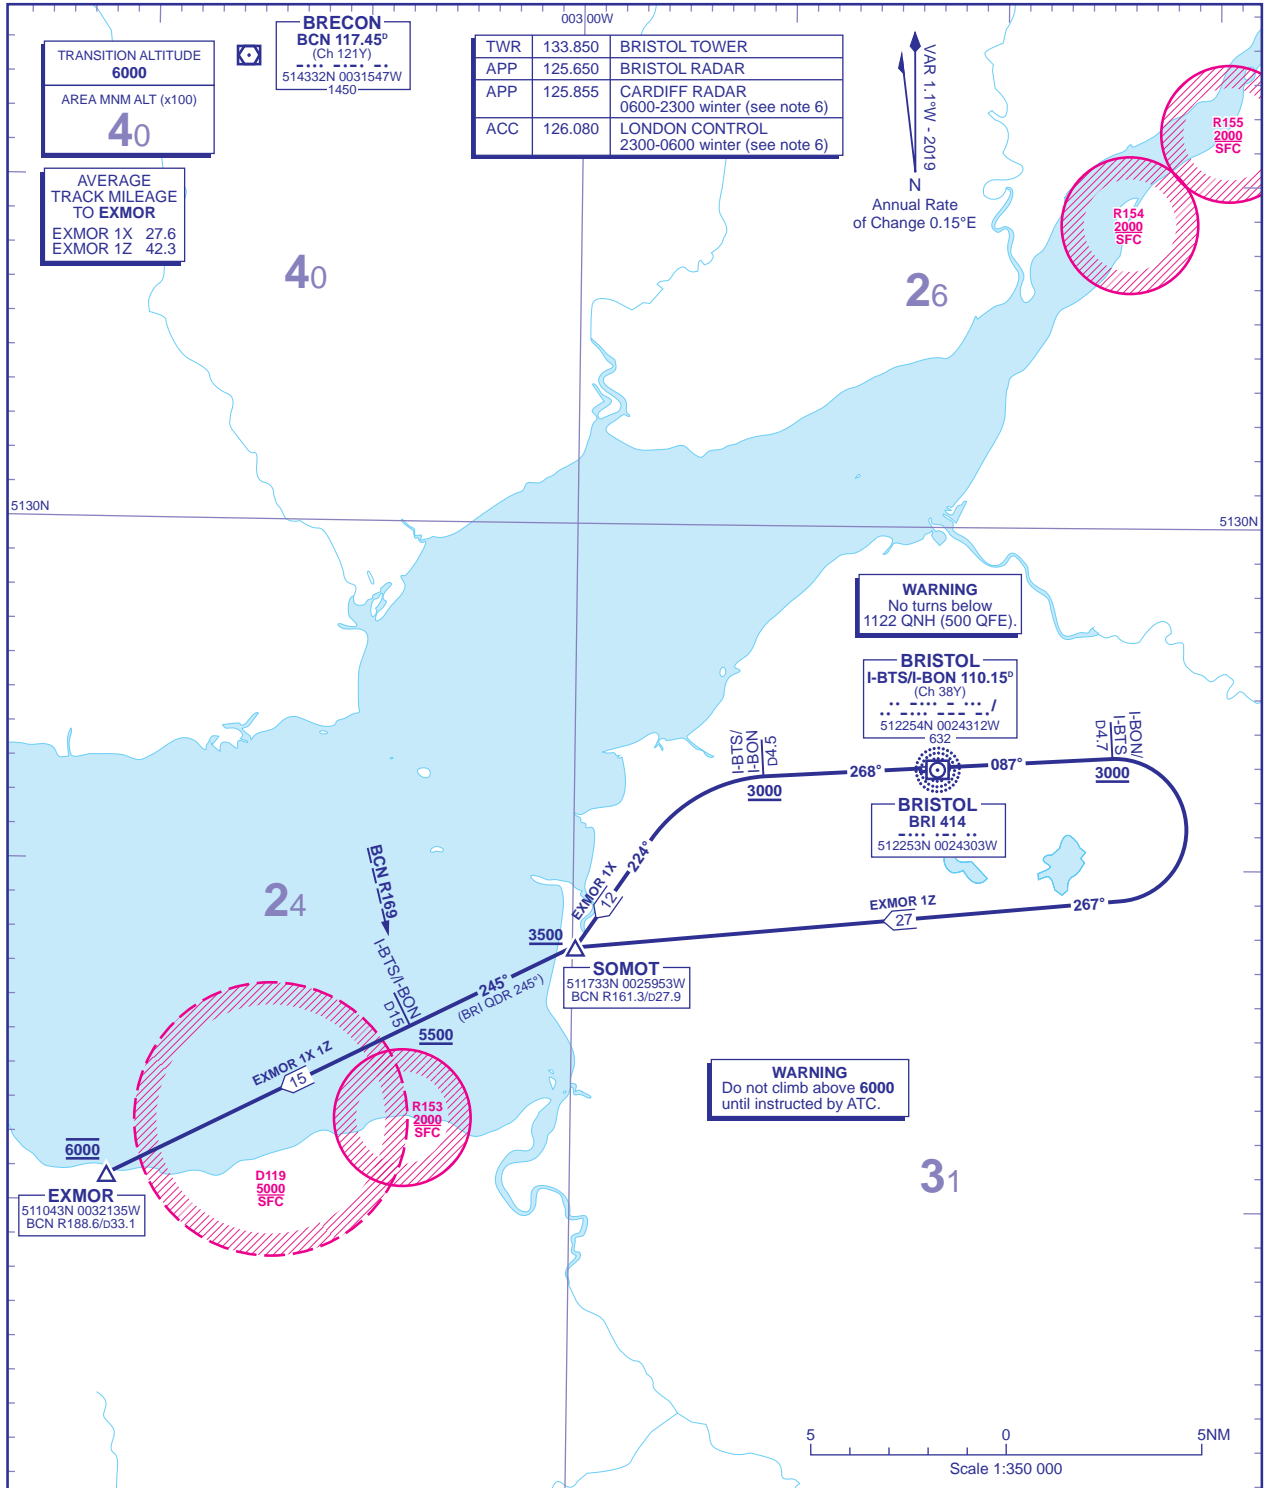 003 00W
TRANSITION ALTITUDE
6000
AREA MNM ALT (x100)
40
AVERAGE
TRACK MILEAGE
TO EXMOR
EXMOR 1X 27.6
EXMOR 1Z 42.3
BRECON
BCN 117.45ᴰ
(Ch 121Y)
-··· -·-· -·
514332N 0031547W
1450
TWR 133.850 BRISTOL TOWER
APP 125.650 BRISTOL RADAR
APP 125.855 CARDIFF RADAR
0600-2300 winter (see note 6)
ACC 126.080 LONDON CONTROL
2300-0600 winter (see note 6)
VAR 1.1°W - 2019
N
Annual Rate
of Change 0.15°E
R155
2000
SFC
R154
2000
SFC
40
26
5130N
5130N
WARNING
No turns below
1122 QNH (500 QFE).
BRISTOL
I-BTS/I-BON 110.15ᴰ
(Ch 38Y)
·· -··· - ··· /
·· -··· --- -·
512254N 0024312W
632
I-BTS/
I-BON
D4.5
3000
268°
087°
I-BON/
I-BTS
D4.7
3000
BRISTOL
BRI 414
-··· ·-· ··
512253N 0024303W
224°
EXMOR 1X
12
EXMOR 1Z
27
267°
24
BCN R169
I-BTS/I-BON
D15
3500
SOMOT
511733N 0025953W
BCN R161.3/D27.9
245°
(BRI QDR 245°)
5500
EXMOR 1X 1Z
15
WARNING
Do not climb above 6000
until instructed by ATC.
R153
2000
SFC
6000
D119
5000
SFC
EXMOR
511043N 0032135W
BCN R188.6/D33.1
31
5 0 5NM
Scale 1:350 000